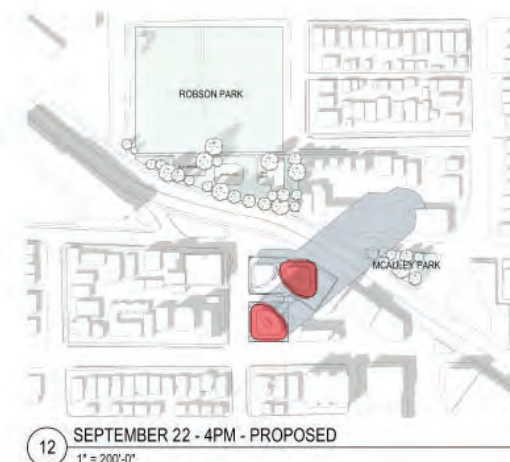 ROBSON PARK
MCAULEY PARK
12
SEPTEMBER 22 - 4PM - PROPOSED
1" = 200'-0"